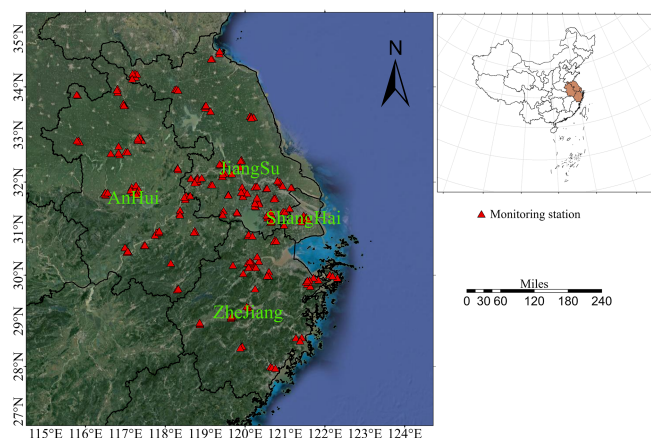 N
35°N
34°N
33°N
32°N
31°N
30°N
29°N
28°N
27°N
JiangSu
AnHui
ShangHai
ZheJiang
115°E 116°E 117°E 118°E 119°E 120°E 121°E 122°E 123°E 124°E
Monitoring station
Miles
0 30 60 120 180 240